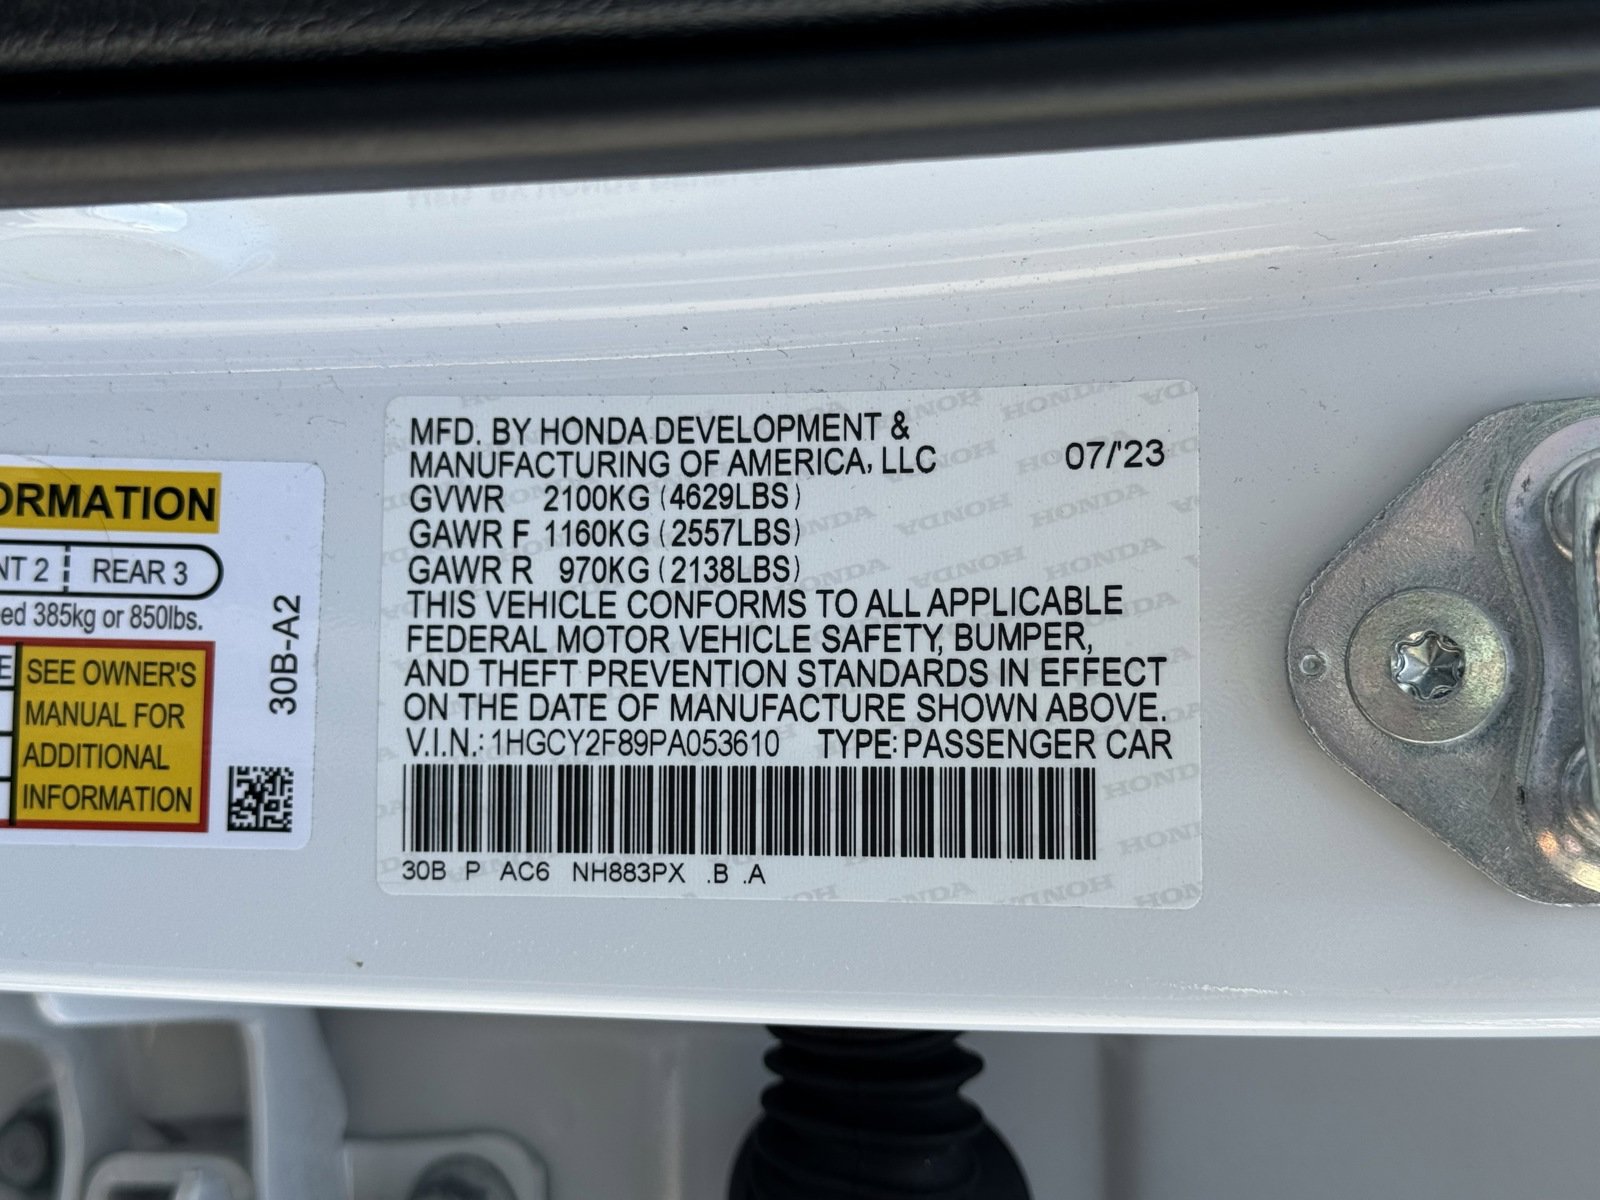 ORMATION
NT 2 REAR 3
ed 385kg or 850lbs.
E
SEE OWNER'S
MANUAL FOR
ADDITIONAL
INFORMATION
30B-A2
MFD. BY HONDA DEVELOPMENT &
MANUFACTURING OF AMERICA, LLC 07/'23
GVWR 2100KG (4629LBS)
GAWR F 1160KG (2557LBS)
GAWR R 970KG (2138LBS)
THIS VEHICLE CONFORMS TO ALL APPLICABLE
FEDERAL MOTOR VEHICLE SAFETY, BUMPER,
AND THEFT PREVENTION STANDARDS IN EFFECT
ON THE DATE OF MANUFACTURE SHOWN ABOVE.
V.I.N.: 1HGCY2F89PA053610 TYPE: PASSENGER CAR
30B P AC6 NH883PX .B .A